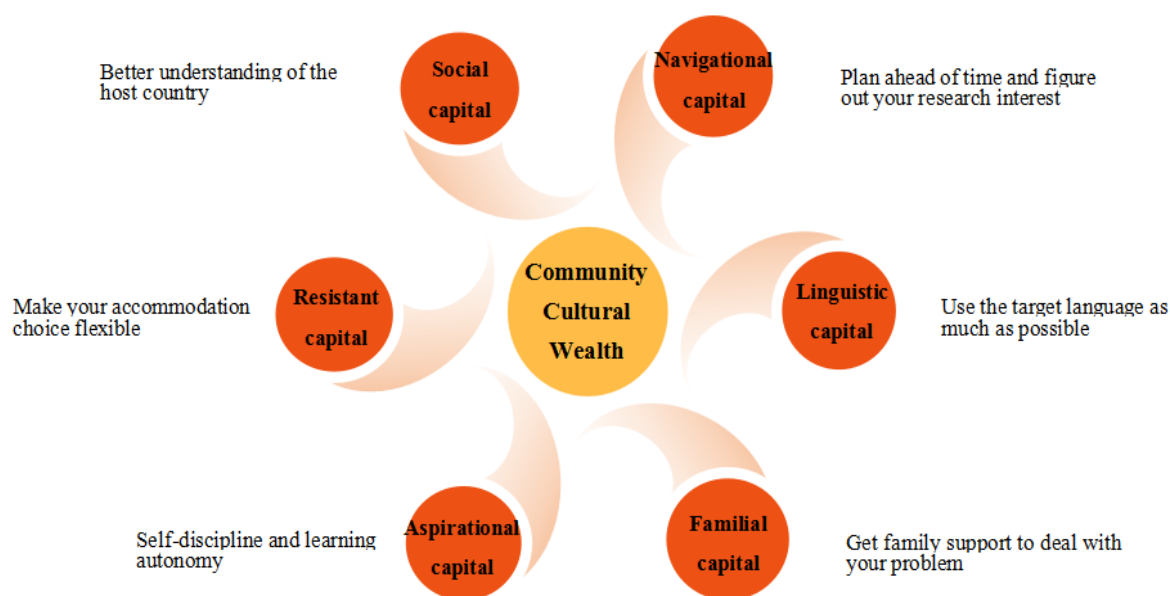 Better understanding of the
host country
Social
capital
Navigational
capital
Plan ahead of time and figure
out your research interest
Make your accommodation
choice flexible
Resistant
capital
Community
Cultural
Wealth
Linguistic
capital
Use the target language as
much as possible
Self-discipline and learning
autonomy
Aspirational
capital
Familial
capital
Get family support to deal with
your problem